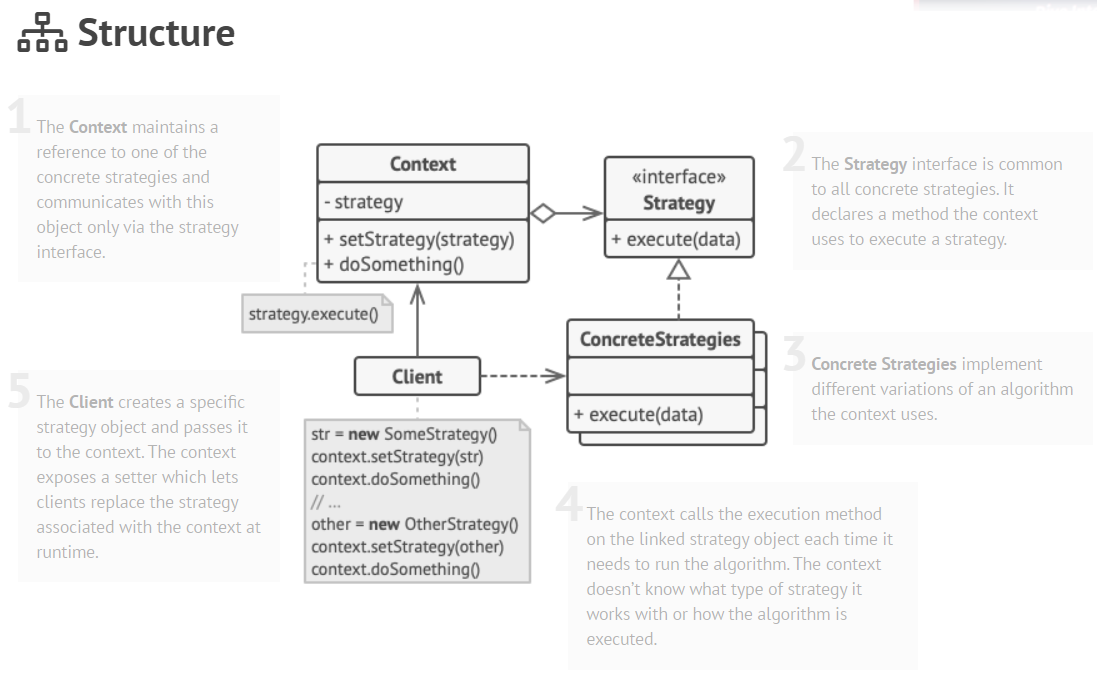 Structure
1
The Context maintains a
reference to one of the
concrete strategies and
communicates with this
object only via the strategy
interface.
Context
- strategy
+ setStrategy(strategy)
+ doSomething()
strategy.execute()
«interface»
Strategy
+ execute(data)
2
The Strategy interface is common
to all concrete strategies. It
declares a method the context
uses to execute a strategy.
ConcreteStrategies
+ execute(data)
3
Concrete Strategies implement
different variations of an algorithm
the context uses.
Client
str = new SomeStrategy()
context.setStrategy(str)
context.doSomething()
// ...
other = new OtherStrategy()
context.setStrategy(other)
context.doSomething()
4
The context calls the execution method
on the linked strategy object each time it
needs to run the algorithm. The context
doesn't know what type of strategy it
works with or how the algorithm is
executed.
5
The Client creates a specific
strategy object and passes it
to the context. The context
exposes a setter which lets
clients replace the strategy
associated with the context at
runtime.